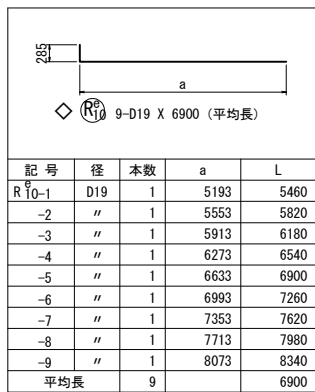 285
a
◇ R e 10 9-D19 X 6900 (平均長)
記 号 径 本数 a L
R e 10-1 D19 1 5193 5460
-2 〃 1 5553 5820
-3 〃 1 5913 6180
-4 〃 1 6273 6540
-5 〃 1 6633 6900
-6 〃 1 6993 7260
-7 〃 1 7353 7620
-8 〃 1 7713 7980
-9 〃 1 8073 8340
平均長 9 6900